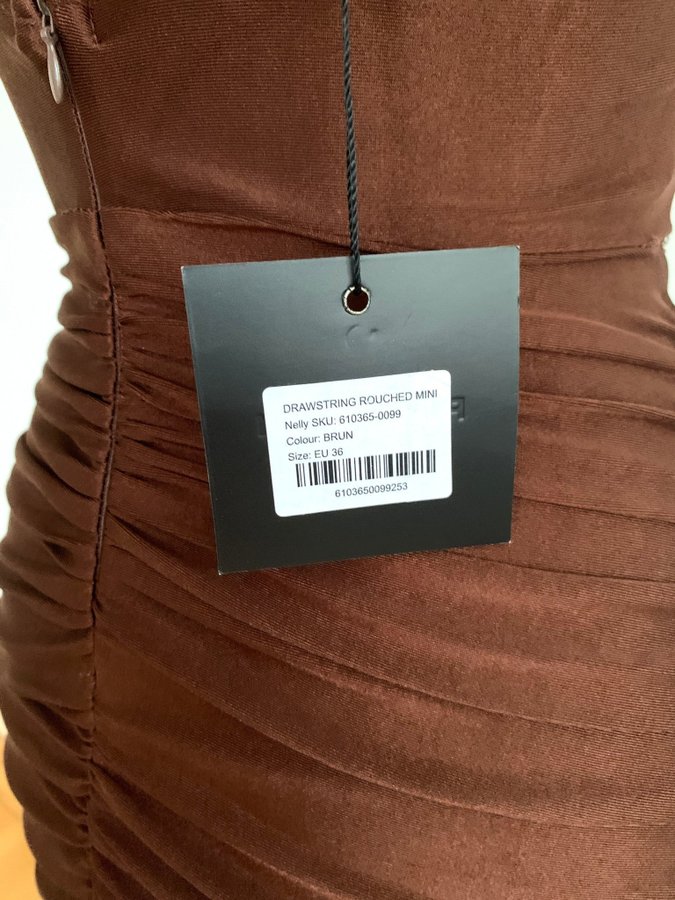 DRAWSTRING ROUCHED MINI
Nelly SKU: 610365-0099
Colour: BRUN
Size: EU 36
6103650099253